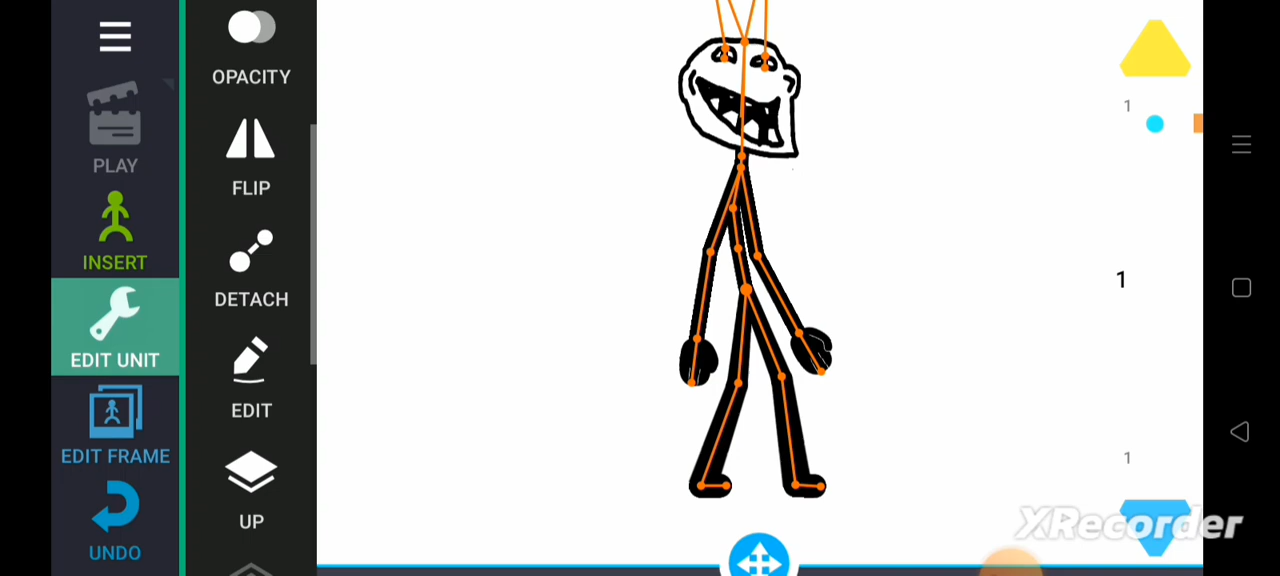 PLAY
INSERT
EDIT UNIT
EDIT FRAME
UNDO
OPACITY
FLIP
DETACH
EDIT
UP
1
1
1
XRecorder